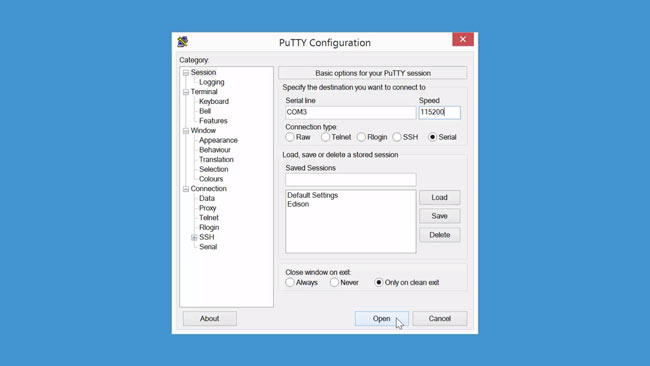 PuTTY Configuration
Category:
Session
Logging
Terminal
Keyboard
Bell
Features
Window
Appearance
Behaviour
Translation
Selection
Colours
Connection
Data
Proxy
Telnet
Rlogin
SSH
Serial
Basic options for your PuTTY session
Specify the destination you want to connect to
Serial line Speed
COM3 115200
Connection type:
Raw Telnet Rlogin SSH Serial
Load, save or delete a stored session
Saved Sessions
Default Settings
Edison
Load
Save
Delete
Close window on exit:
Always Never Only on clean exit
About Open Cancel